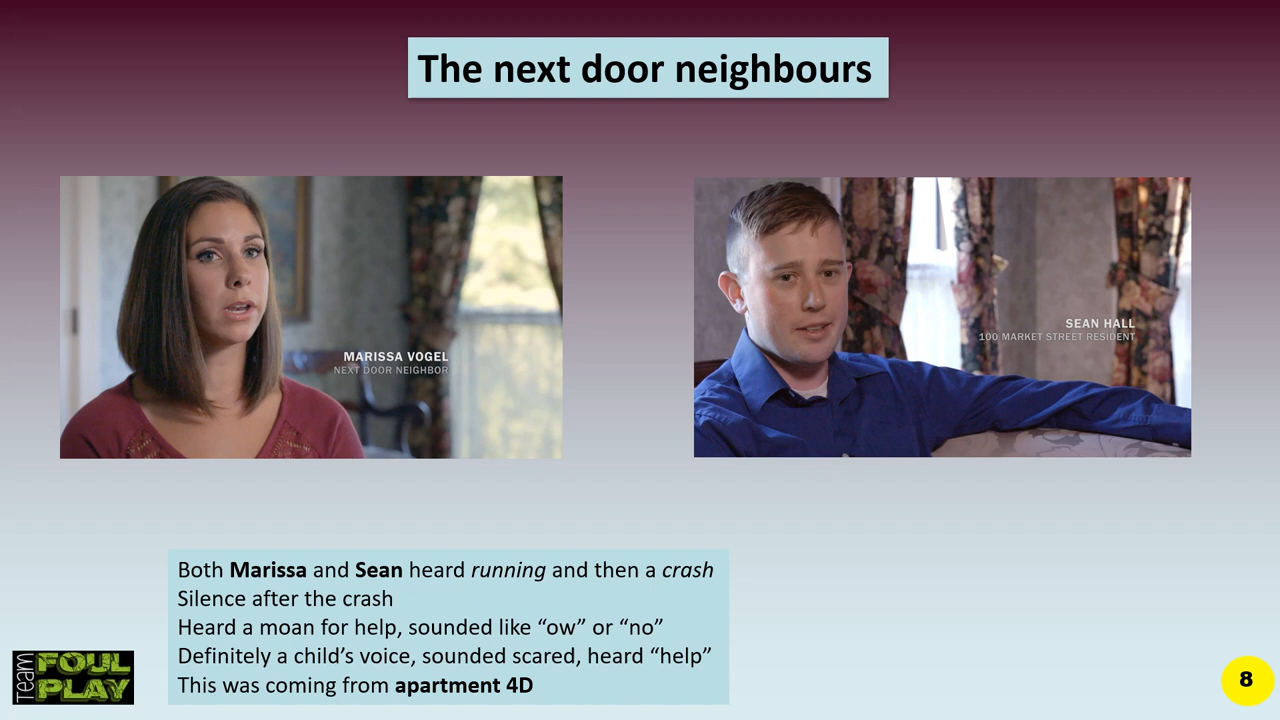 The next door neighbours
MARISSA VOGEL
NEXT DOOR NEIGHBOR
SEAN HALL
100 MARKET STREET RESIDENT
Both Marissa and Sean heard running and then a crash
Silence after the crash
Heard a moan for help, sounded like “ow” or “no”
Definitely a child’s voice, sounded scared, heard “help”
This was coming from apartment 4D
team FOUL PLAY
8